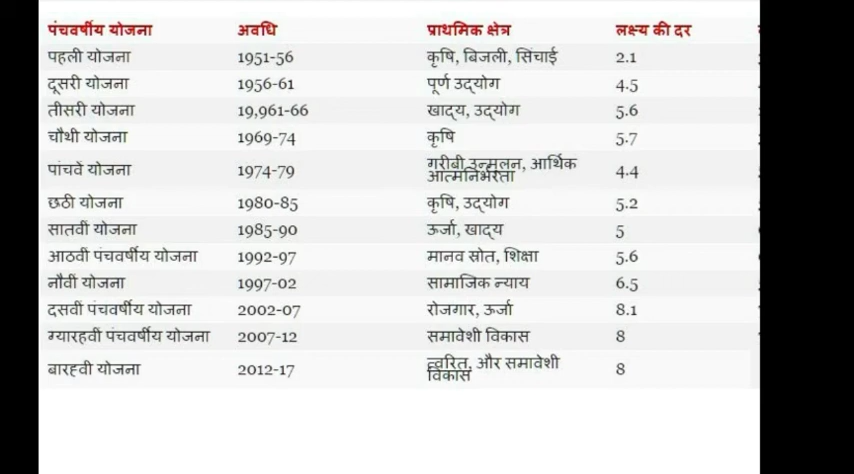 पंचवर्षीय योजना अवधि प्राथमिक क्षेत्र लक्ष्य की दर
पहली योजना 1951-56 कृषि, बिजली, सिंचाई 2.1
दूसरी योजना 1956-61 पूर्ण उद्योग 4.5
तीसरी योजना 19,961-66 खाद्य, उद्योग 5.6
चौथी योजना 1969-74 कृषि 5.7
पांचवें योजना 1974-79 गरीबी उन्मूलन, आर्थिक आत्मनिर्भरता 4.4
छठी योजना 1980-85 कृषि, उद्योग 5.2
सातवीं योजना 1985-90 ऊर्जा, खाद्य 5
आठवीं पंचवर्षीय योजना 1992-97 मानव स्रोत, शिक्षा 5.6
नौवीं योजना 1997-02 सामाजिक न्याय 6.5
दसवीं पंचवर्षीय योजना 2002-07 रोजगार, ऊर्जा 8.1
ग्यारहवीं पंचवर्षीय योजना 2007-12 समावेशी विकास 8
बारहवी योजना 2012-17 त्वरित, और समावेशी विकास 8